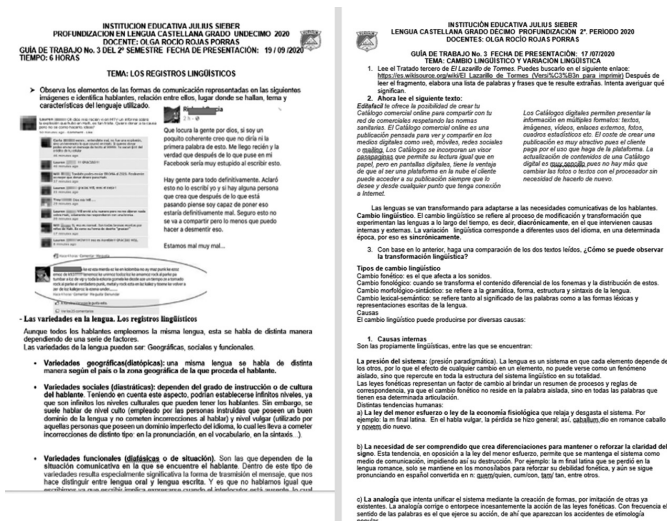 INSTITUCION EDUCATIVA JULIUS SIEBER
PROFUNDIZACION EN LENGUA CASTELLANA GRADO UNDECIMO 2020
DOCENTE: OLGA ROCÍO ROJAS PORRAS
GUÍA DE TRABAJO No. 3 DEL 2º SEMESTRE FECHA DE PRESENTACIÓN: 19 / 09 /2020
TIEMPO: 6 HORAS
TEMA: LOS REGISTROS LINGÜÍSTICOS
Observa los elementos de las formas de comunicación representadas en las siguientes
imágenes e identifica hablantes, relación entre ellos, lugar donde se hallan, tema y
características del lenguaje utilizado.
Que locura la gente por dios, si soy un
poquito coherente creo que no diría ni la
primera palabra de esto. Me llego recién y la
verdad que después de lo que puse en mi
Facebook sería muy estupido al escribir esto.
Hay gente para todo definitivamente. Aclaró
esto no lo escribí yo y si hay alguna persona
que crea que después de lo que está
pasando piense soy capaz de poner eso
estaría definitivamente mal. Seguro esto no
se va a compartir pero lo menos que puedo
hacer a desmentir eso.
Estamos mal muy mal...
- Las variedades en la lengua. Los registros lingüísticos
Aunque todos los hablantes empleemos la misma lengua, esta se habla de distinta manera
dependiendo de una serie de factores.
Las variedades de la lengua pueden ser: Geográficas, sociales y funcionales.
Variedades geográficas(diatópicas): una misma lengua se habla de distinta
manera según el país o la zona geográfica de la que proceda el hablante.
Variedades sociales (diastráticas): dependen del grado de instrucción o de cultura
del hablante. Teniendo en cuenta este aspecto, podrían establecerse infinitos niveles, ya
que son infinitos los niveles culturales que pueden tener los hablantes. Sin embargo, se
suele hablar de nivel culto (empleado por las personas instruidas que poseen un buen
dominio de la lengua y no cometen incorrecciones al hablar) y nivel vulgar (utilizado por
aquellas personas que poseen un dominio imperfecto del idioma, lo cual les lleva a cometer
incorrecciones de distinto tipo: en la pronunciación, en el vocabulario, en la sintaxis...).
Variedades funcionales (diafásicas o de situación). Son las que dependen de la
situación comunicativa en la que se encuentre el hablante. Dentro de este tipo de
variedades resulta especialmente significativa la forma de trasmisión el mensaje, que nos
hace distinguir entre lengua oral y lengua escrita. Y es que no hablamos igual que
INSTITUCIÓN EDUCATIVA JULIUS SIEBER
LENGUA CASTELLANA GRADO DÉCIMO PROFUNDIZACIÓN 2º. PERÍODO 2020
DOCENTES: OLGA ROCÍO ROJAS PORRAS
GUÍA DE TRABAJO No. 3 FECHA DE PRESENTACIÓN: 17 /07/2020
TEMA: CAMBIO LINGÜÍSTICO Y VARIACIÓN LINGÜÍSTICA
1. Lee el Tratado tercero de El Lazarillo de Tormes. Puedes buscarlo en el siguiente enlace:
https://es.wikisource.org/wiki/El_Lazarillo_de_Tormes_(Versi%C3%B3n_para_imprimir) Después de
leer el fragmento, elabora una lista de palabras y frases que te resulte extrañas. Intenta averiguar qué
significan.
2. Ahora lee el siguiente texto:
Editafacil le ofrece la posibilidad de crear tu
Catálogo comercial online para compartir con tu
red de comerciales respetando las normas
sanitarias. El Catálogo comercial online es una
publicación pensada para ver y compartir en los
medios digitales como web, móviles, redes sociales
o mailing. Los Catálogos se incorporan un visor
pasapaginas que permite su lectura igual que en
papel, pero en pantallas digitales, tiene la ventaja
de que al ser una plataforma en la nube el cliente
puede acceder a su publicación siempre que lo
desee y desde cualquier punto que tenga conexión
a Internet.
Los Catálogos digitales permiten presentar la
información en múltiples formatos: textos,
imágenes, vídeos, enlaces externos, fotos,
cuadros estadísticos etc. El coste de crear una
publicación es muy atractivo pues el cliente
paga por el uso que haga de la plataforma. La
actualización de contenidos de una Catálogo
digital es muy sencillo pues no hay más que
cambiar las fotos o textos con el procesador sin
necesidad de hacerlo de nuevo.
Las lenguas se van transformando para adaptarse a las necesidades comunicativas de los hablantes.
Cambio lingüístico. El cambio lingüístico se refiere al proceso de modificación y transformación que
experimentan las lenguas a lo largo del tiempo, es decir, diacrónicamente, en el que intervienen causas
internas y externas. La variación lingüística corresponde a diferentes usos del idioma, en una determinada
época, por eso es sincrónicamente.
3. Con base en lo anterior, haga una comparación de los dos textos leídos, ¿Cómo se puede observar
la transformación lingüística?
Tipos de cambio lingüístico
Cambio fonético: es el que afecta a los sonidos.
Cambio fonológico: cuando se transforma el contenido diferencial de los fonemas y la distribución de estos.
Cambio morfológico-sintáctico: se refiere a la gramática, forma, estructura y sintaxis de la lengua.
Cambio lexical-semántico: se refiere tanto al significado de las palabras como a las formas léxicas y
representaciones escritas de la lengua.
Causas
El cambio lingüístico puede producirse por diversas causas:
1. Causas internas
Son las propiamente lingüísticas, entre las que se encuentran:
La presión del sistema: (presión paradigmática). La lengua es un sistema en que cada elemento depende de
los otros, por lo que el efecto de cualquier cambio en un elemento, no puede verse como un fenómeno
aislado, sino que repercute en toda la estructura del sistema lingüístico en su totalidad.
Las leyes fonéticas representan un factor de cambio al brindar un resumen de procesos y reglas de
correspondencia, ya que el cambio fonético no reside en la palabra aislada, sino en todas las palabras que
tienen esa determinada articulación.
Distintas tendencias humanas:
a) La ley del menor esfuerzo o ley de la economía fisiológica que relaja y desgasta el sistema. Por
ejemplo: la m final latina. En el habla vulgar, la pérdida se hizo general; así, caballum dio en romance caballo
y novem dio nueve.
b) La necesidad de ser comprendido que crea diferenciaciones para mantener o reforzar la claridad del
signo. Esta tendencia, en oposición a la ley del menor esfuerzo, permite que se mantenga el sistema como
medio de comunicación, impidiendo así su destrucción. Por ejemplo: la m final latina que se perdió en la
lengua romance, solo se mantiene en los monosílabos para reforzar su debilidad fonética, y aún se sigue
pronunciando en español convertida en n: quem/quien, cum/con, tam/ tan, entre otros.
c) La analogía que intenta unificar el sistema mediante la creación de formas, por imitación de otras ya
existentes. La analogía corrige o entorpece incesantemente la acción de las leyes fonéticas. Con frecuencia el
sentido de las palabras es el que ejerce su acción, de ahí que aparezcan los accidentes de etimología